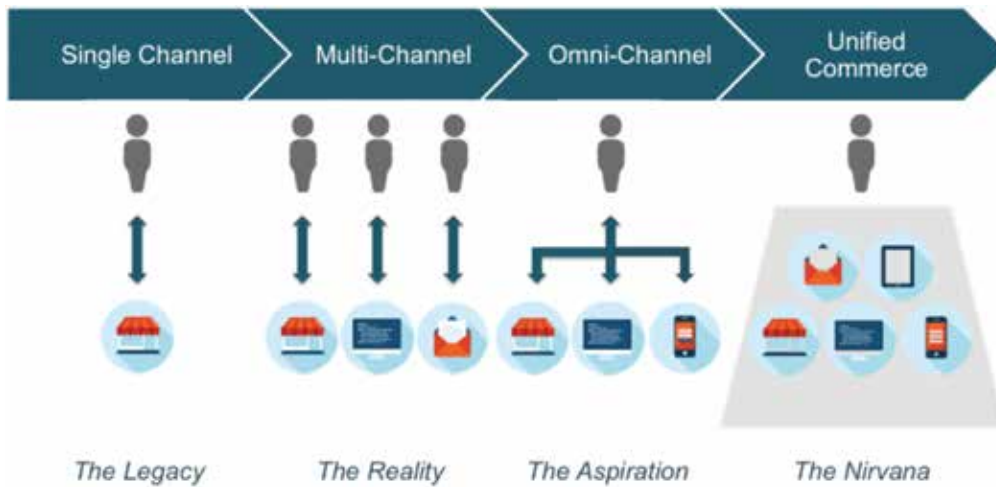 Single Channel
Multi-Channel
Omni-Channel
Unified
Commerce
The Legacy
The Reality
The Aspiration
The Nirvana